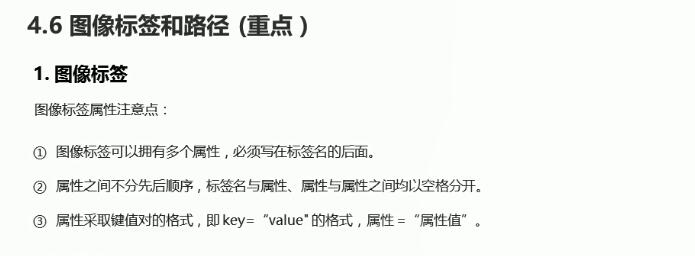 4.6 图像标签和路径 (重点 )
1. 图像标签
图像标签属性注意点：
① 图像标签可以拥有多个属性，必须写在标签名的后面。
② 属性之间不分先后顺序，标签名与属性、属性与属性之间均以空格分开。
③ 属性采取键值对的格式，即 key=“value" 的格式，属性 =“属性值”。